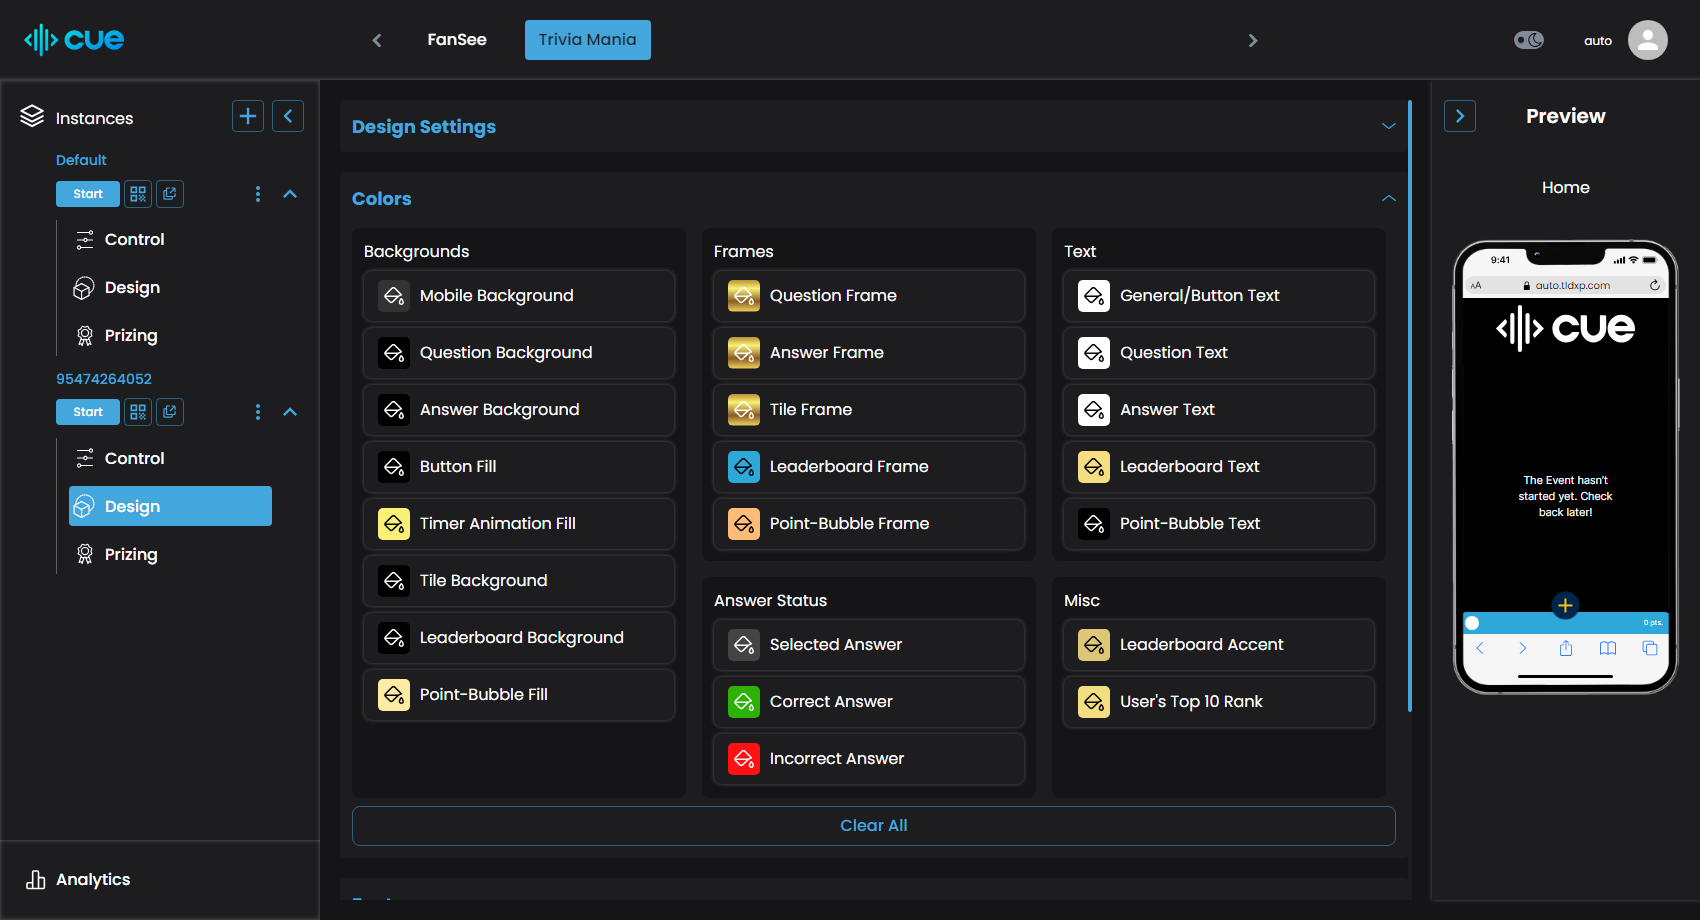 cue
FanSee
Trivia Mania
auto
Instances
Default
Start
Control
Design
Prizing
95474264052
Start
Control
Design
Prizing
Analytics
Design Settings
Colors
Backgrounds
Mobile Background
Question Background
Answer Background
Button Fill
Timer Animation Fill
Tile Background
Leaderboard Background
Point-Bubble Fill
Frames
Question Frame
Answer Frame
Tile Frame
Leaderboard Frame
Point-Bubble Frame
Text
General/Button Text
Question Text
Answer Text
Leaderboard Text
Point-Bubble Text
Answer Status
Selected Answer
Correct Answer
Incorrect Answer
Misc
Leaderboard Accent
User's Top 10 Rank
Clear All
Preview
Home
9:41
AA
auto.tldxp.com
cue
The Event hasn't
started yet. Check
back later!
0 pts.